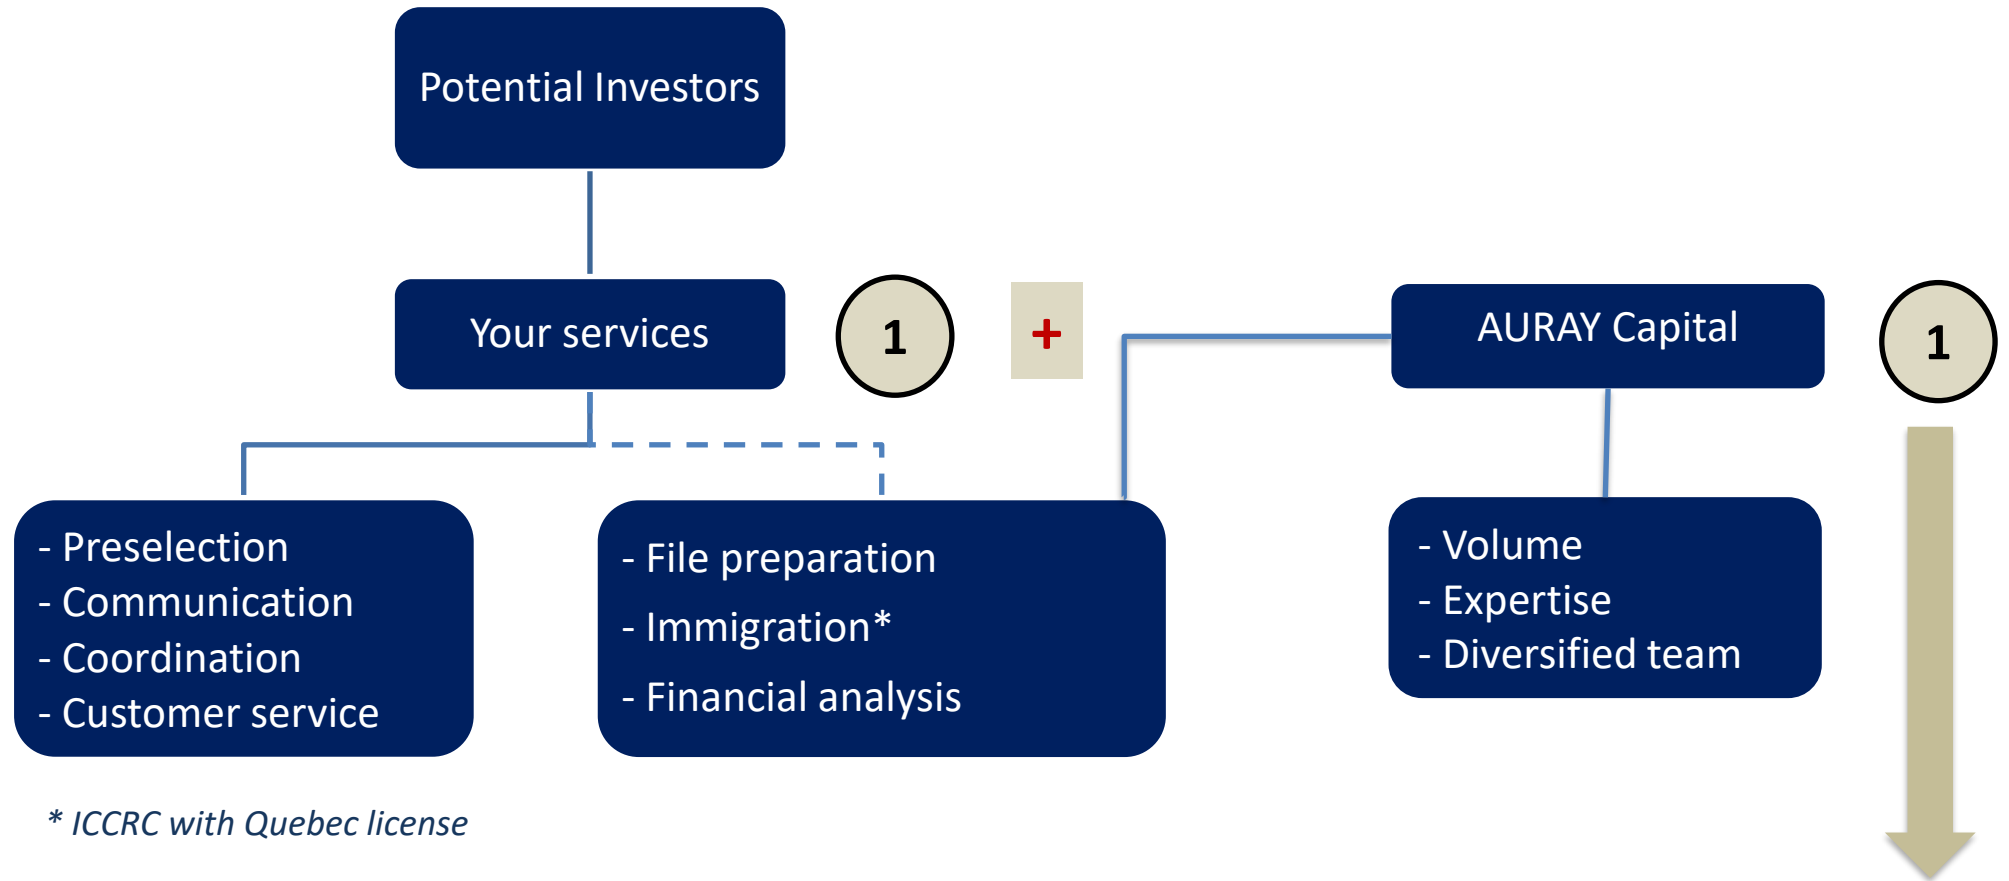 Potential Investors
Your services
1
+
AURAY Capital
1
- Preselection
- Communication
- Coordination
- Customer service
- File preparation
- Immigration*
- Financial analysis
- Volume
- Expertise
- Diversified team
* ICCRC with Quebec license